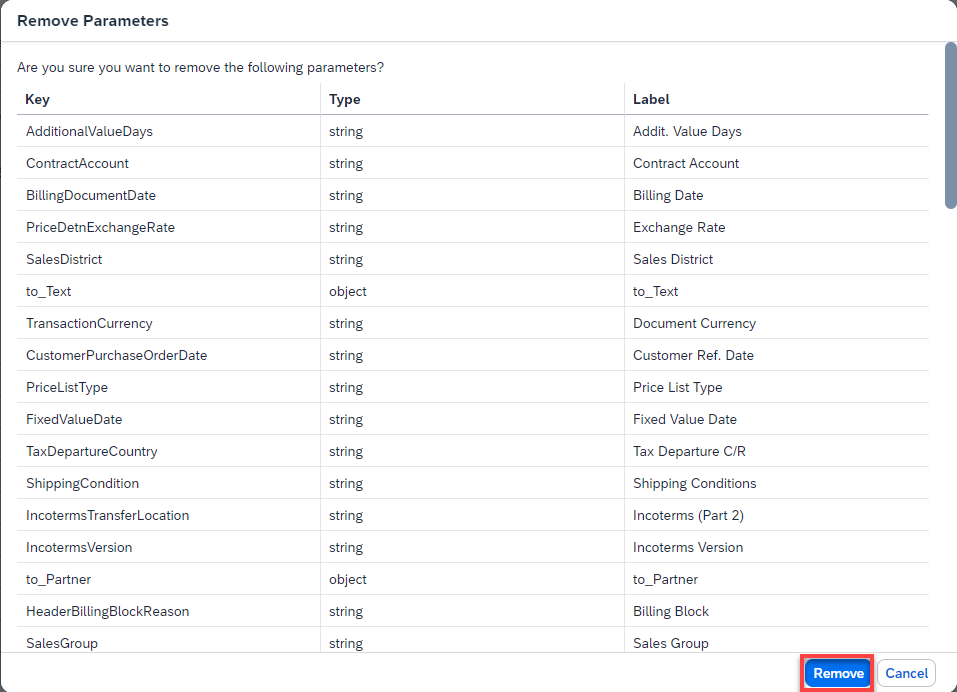 Remove Parameters
Are you sure you want to remove the following parameters?
Key Type Label
AdditionalValueDays string Addit. Value Days
ContractAccount string Contract Account
BillingDocumentDate string Billing Date
PriceDetnExchangeRate string Exchange Rate
SalesDistrict string Sales District
to_Text object to_Text
TransactionCurrency string Document Currency
CustomerPurchaseOrderDate string Customer Ref. Date
PriceListType string Price List Type
FixedValueDate string Fixed Value Date
TaxDepartureCountry string Tax Departure C/R
ShippingCondition string Shipping Conditions
IncotermsTransferLocation string Incoterms (Part 2)
IncotermsVersion string Incoterms Version
to_Partner object to_Partner
HeaderBillingBlockReason string Billing Block
SalesGroup string Sales Group
Remove Cancel